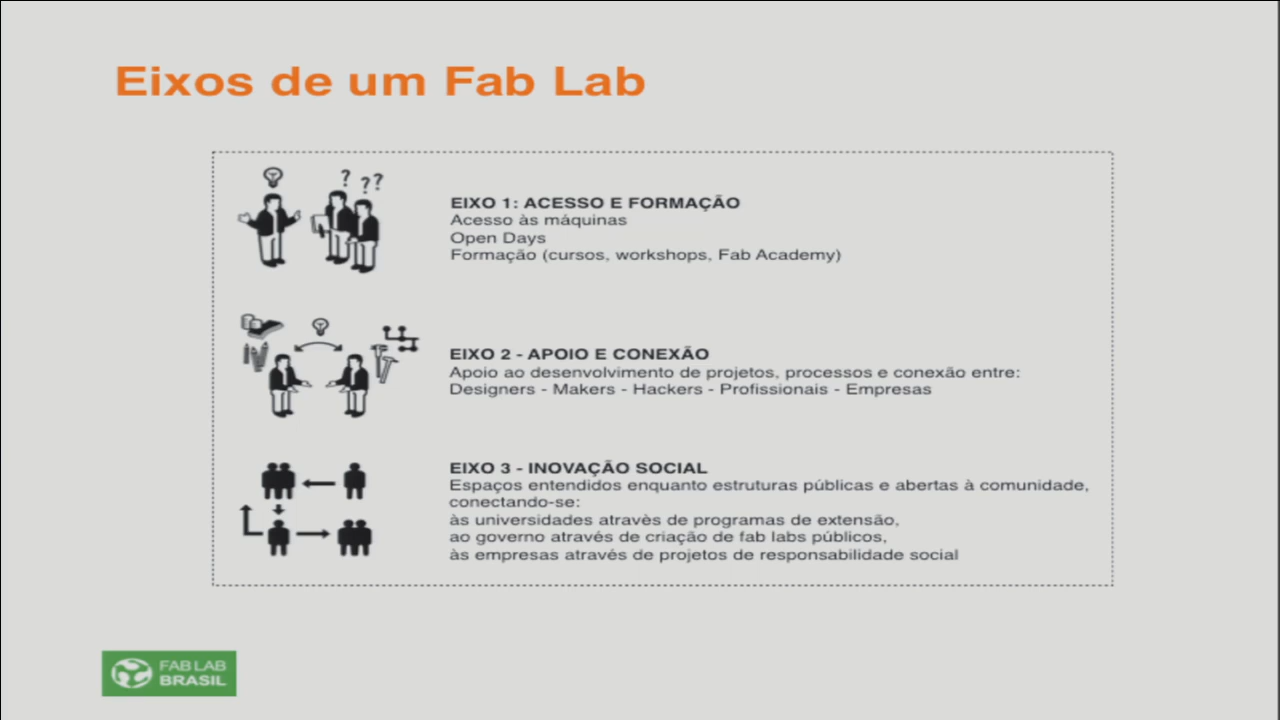 Eixos de um Fab Lab
? ??
EIXO 1: ACESSO E FORMAÇÃO
Acesso às máquinas
Open Days
Formação (cursos, workshops, Fab Academy)
EIXO 2 - APOIO E CONEXÃO
Apoio ao desenvolvimento de projetos, processos e conexão entre:
Designers - Makers - Hackers - Profissionais - Empresas
EIXO 3 - INOVAÇÃO SOCIAL
Espaços entendidos enquanto estruturas públicas e abertas à comunidade,
conectando-se:
às universidades atravès de programas de extensão,
ao governo através de criação de fab labs públicos,
às empresas através de projetos de responsabilidade social
FAB LAB
BRASIL